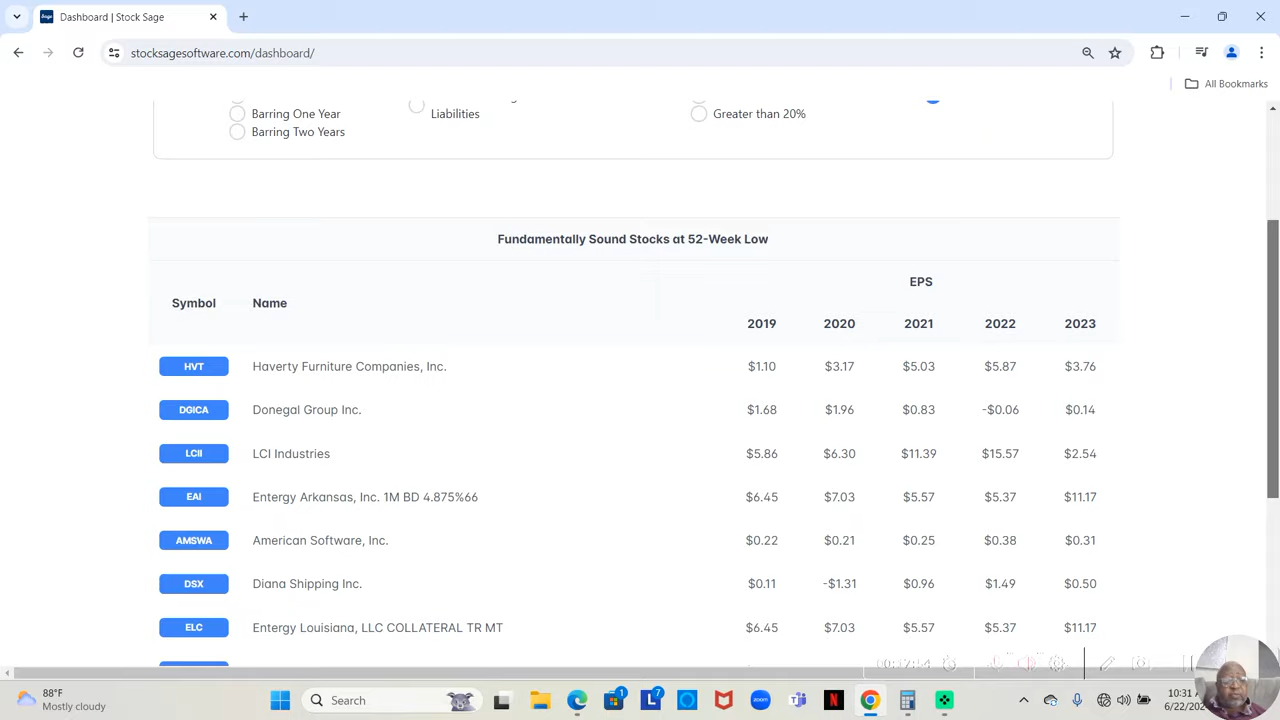 Dashboard | Stock Sage
stocksagesoftware.com/dashboard/
All Bookmarks
Barring One Year
Liabilities
Greater than 20%
Barring Two Years
Fundamentally Sound Stocks at 52-Week Low
EPS
Symbol Name
2019 2020 2021 2022 2023
HVT Haverty Furniture Companies, Inc. $1.10 $3.17 $5.03 $5.87 $3.76
DGICA Donegal Group Inc. $1.68 $1.96 $0.83 -$0.06 $0.14
LCII LCI Industries $5.86 $6.30 $11.39 $15.57 $2.54
EAI Entergy Arkansas, Inc. 1M BD 4.875%66 $6.45 $7.03 $5.57 $5.37 $11.17
AMSWA American Software, Inc. $0.22 $0.21 $0.25 $0.38 $0.31
DSX Diana Shipping Inc. $0.11 -$1.31 $0.96 $1.49 $0.50
ELC Entergy Louisiana, LLC COLLATERAL TR MT $6.45 $7.03 $5.57 $5.37 $11.17
88°F
Mostly cloudy
Search
1
7
zoom
10:31
6/22/